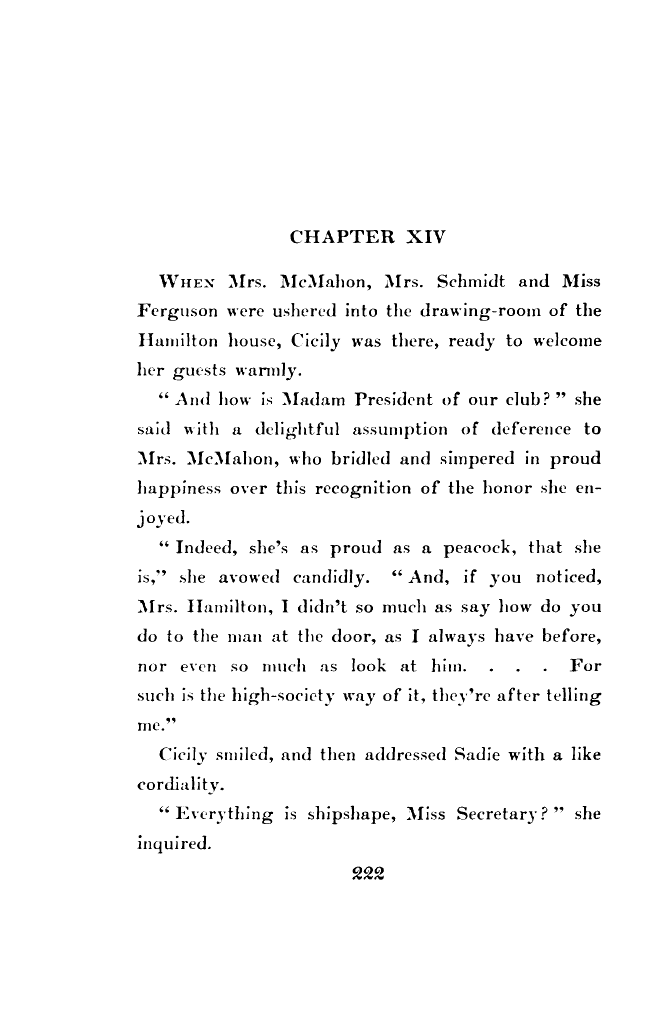 CHAPTER XIV
WHEN Mrs. McMahon, Mrs. Schmidt and Miss
Ferguson were ushered into the drawing-room of the
Hamilton house, Cicily was there, ready to welcome
her guests warmly.
“ And how is Madam President of our club? ” she
said with a delightful assumption of deference to
Mrs. McMahon, who bridled and simpered in proud
happiness over this recognition of the honor she en-
joyed.
“ Indeed, she’s as proud as a peacock, that she
is,” she avowed candidly. “ And, if you noticed,
Mrs. Hamilton, I didn’t so much as say how do you
do to the man at the door, as I always have before,
nor even so much as look at him. . . . For
such is the high-society way of it, they’re after telling
me.”
Cicily smiled, and then addressed Sadie with a like
cordiality.
“ Everything is shipshape, Miss Secretary? ” she
inquired.
222